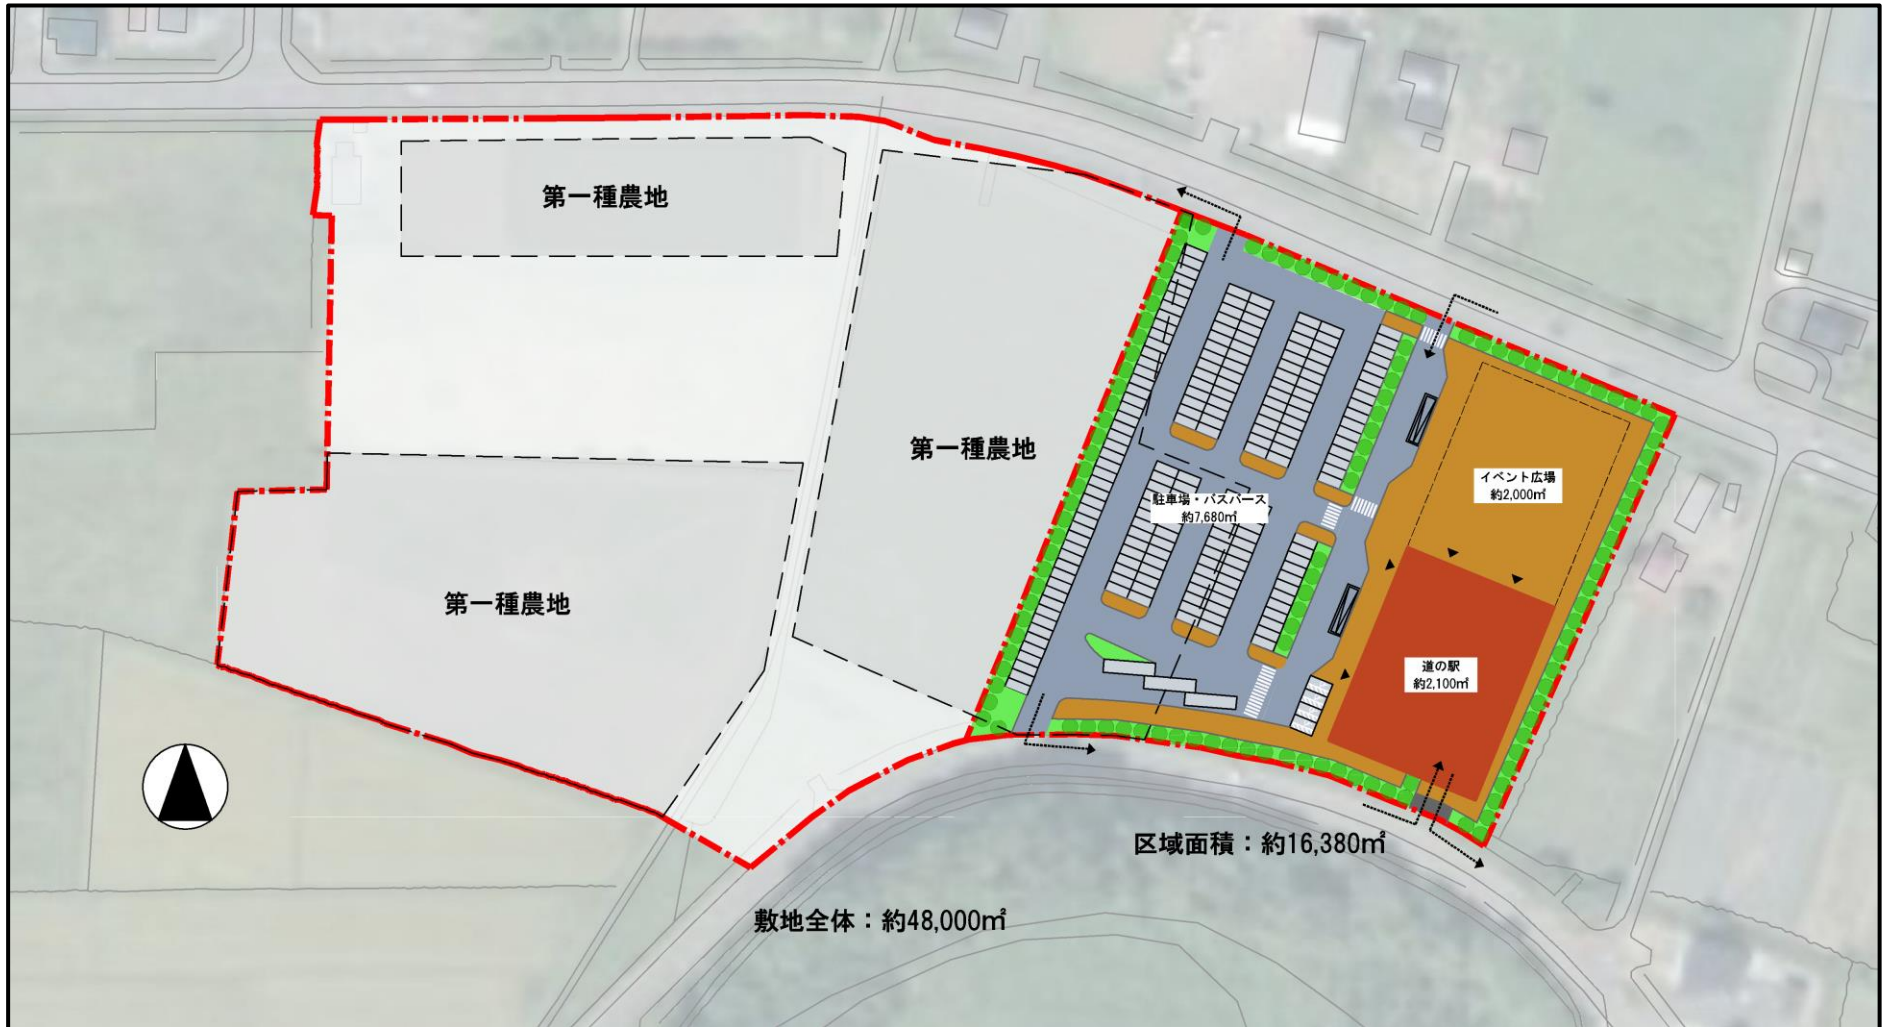 第一種農地
第一種農地
イベント広場
約2,000㎡
駐車場・バスバース
約7,680㎡
第一種農地
道の駅
約2,100㎡
区域面積：約16,380㎡
敷地全体：約48,000㎡